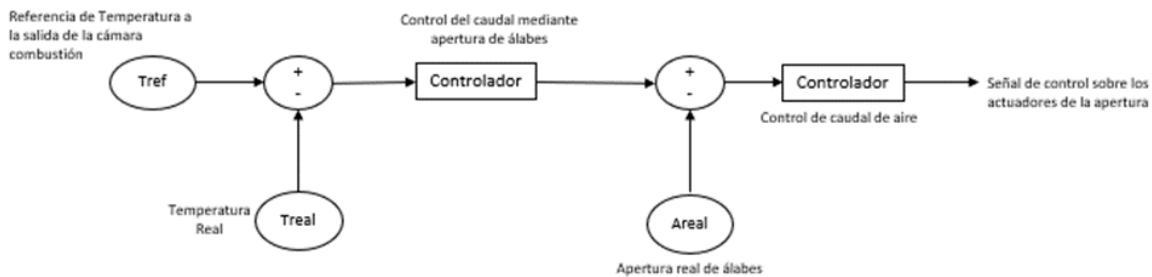 Referencia de Temperatura a
la salida de la cámara
combustión
Control del caudal mediante
apertura de álabes
Tref
+
-
Controlador
+
-
Controlador
Señal de control sobre los
actuadores de la apertura
Control de caudal de aire
Temperatura
Real
Treal
Areal
Apertura real de álabes